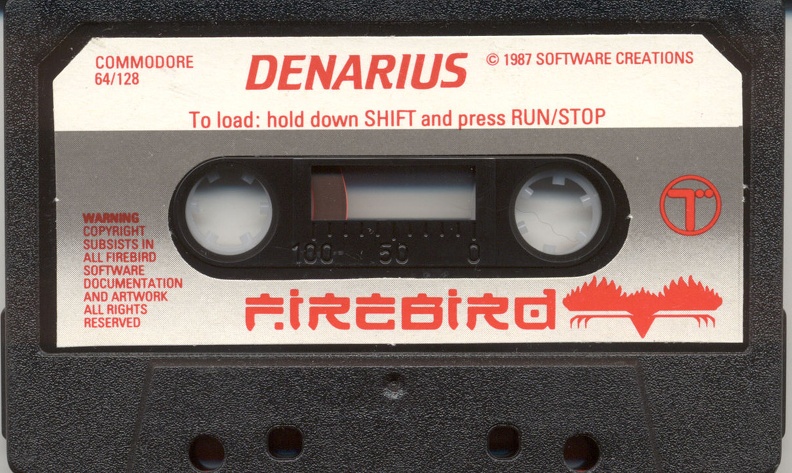 COMMODORE
64/128
DENARIUS
© 1987 SOFTWARE CREATIONS
To load: hold down SHIFT and press RUN/STOP
WARNING
COPYRIGHT
SUBSISTS IN
ALL FIREBIRD
SOFTWARE
DOCUMENTATION
AND ARTWORK
ALL RIGHTS
RESERVED
100 50 0
T
FIREBIRD